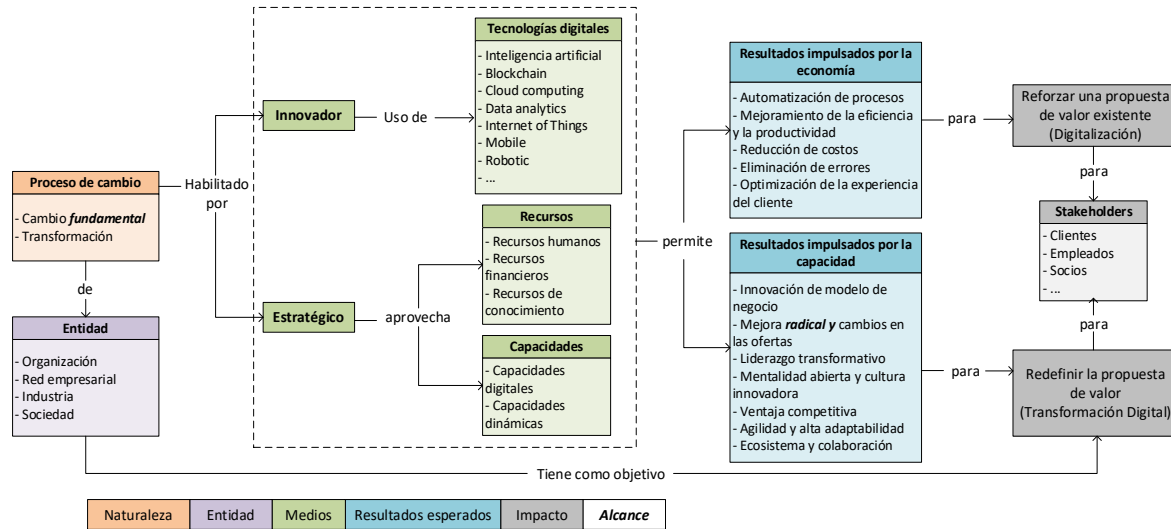 Proceso de cambio
- Cambio fundamental
- Transformación
de
Entidad
- Organización
- Red empresarial
- Industria
- Sociedad
Habilitado
por
Innovador
Uso de
Tecnologías digitales
- Inteligencia artificial
- Blockchain
- Cloud computing
- Data analytics
- Internet of Things
- Mobile
- Robotic
- ...
Estratégico
aprovecha
Recursos
- Recursos humanos
- Recursos
financieros
- Recursos de
conocimiento
Capacidades
- Capacidades
digitales
- Capacidades
dinámicas
permite
Resultados impulsados por la
economía
- Automatización de procesos
- Mejoramiento de la eficiencia
y la productividad
- Reducción de costos
- Eliminación de errores
- Optimización de la experiencia
del cliente
para
Reforzar una propuesta
de valor existente
(Digitalización)
para
Stakeholders
- Clientes
- Empleados
- Socios
- ...
Resultados impulsados por la
capacidad
- Innovación de modelo de
negocio
- Mejora radical y cambios en
las ofertas
- Liderazgo transformativo
- Mentalidad abierta y cultura
innovadora
- Ventaja competitiva
- Agilidad y alta adaptabilidad
- Ecosistema y colaboración
para
para
Redefinir la propuesta
de valor
(Transformación Digital)
Tiene como objetivo
Naturaleza
Entidad
Medios
Resultados esperados
Impacto
Alcance